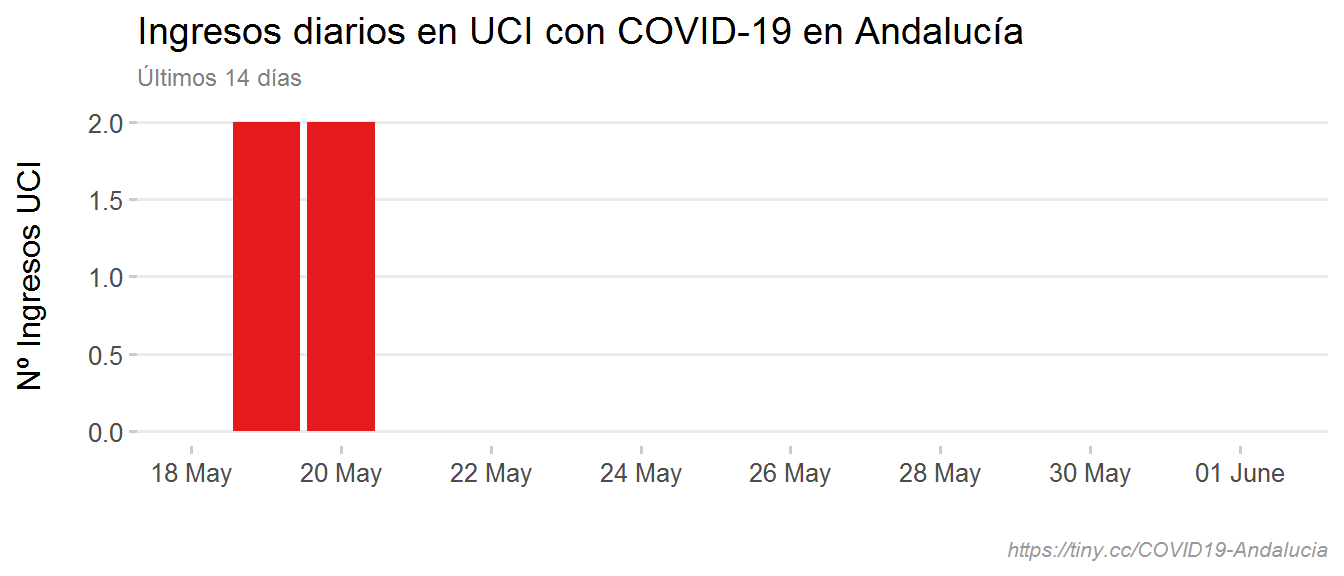 Ingresos diarios en UCI con COVID-19 en Andalucía
Últimos 14 días
Nº Ingresos UCI
2.0
1.5
1.0
0.5
0.0
18 May 20 May 22 May 24 May 26 May 28 May 30 May 01 June
https://tiny.cc/COVID19-Andalucia